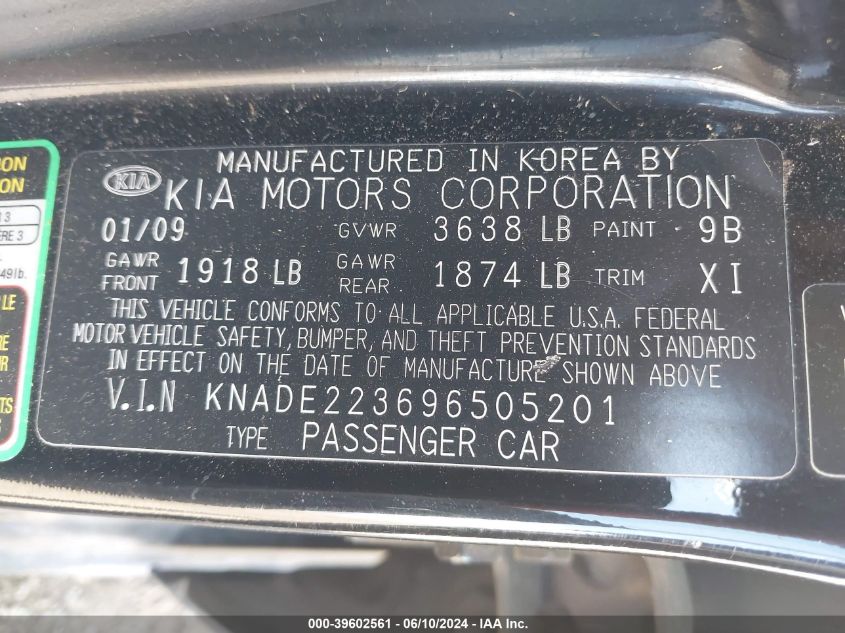 MANUFACTURED IN KOREA BY
KIA
KIA MOTORS CORPORATION
01/09 GVWR 3638 LB PAINT 9B
GAWR FRONT 1918 LB GAWR REAR 1874 LB TRIM XI
THIS VEHICLE CONFORMS TO ALL APPLICABLE U.S.A. FEDERAL
MOTOR VEHICLE SAFETY, BUMPER, AND THEFT PREVENTION STANDARDS
IN EFFECT ON THE DATE OF MANUFACTURE SHOWN ABOVE
V.I.N KNADE223696505201
TYPE PASSENGER CAR
000-39602561 - 06/10/2024 - IAA Inc.